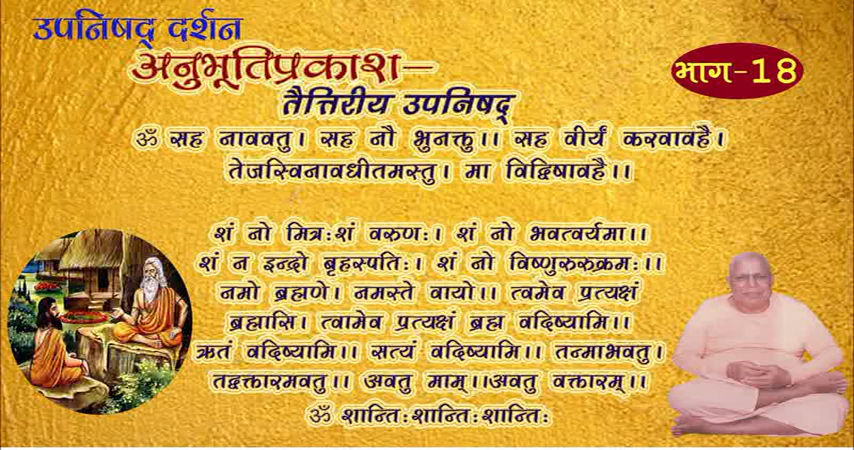 उपनिषद् दर्शन
अनुभूतिप्रकाश–
भाग-18
तैत्तिरीय उपनिषद्
ॐ सह नाववतु। सह नौ भुनक्तु।। सह वीर्यं करवावहै।
तेजस्विनावधीतमस्तु। मा विद्विषावहै।।
शं नो मित्र:शं वरुण:। शं नो भवत्वर्यमा।।
शं न इन्द्रो बृहस्पति:। शं नो विष्णुरुरुक्रम:।।
नमो ब्रह्मणे। नमस्ते वायो।। त्वमेव प्रत्यक्षं
ब्रह्मासि। त्वामेव प्रत्यक्षं ब्रह्म वदिष्यामि।।
ऋतं वदिष्यामि।। सत्यं वदिष्यामि।। तन्माभवतु।
तद्वक्तारमवतु।। अवतु माम्।।अवतु वक्तारम्।।
ॐ शान्ति:शान्ति:शान्ति: